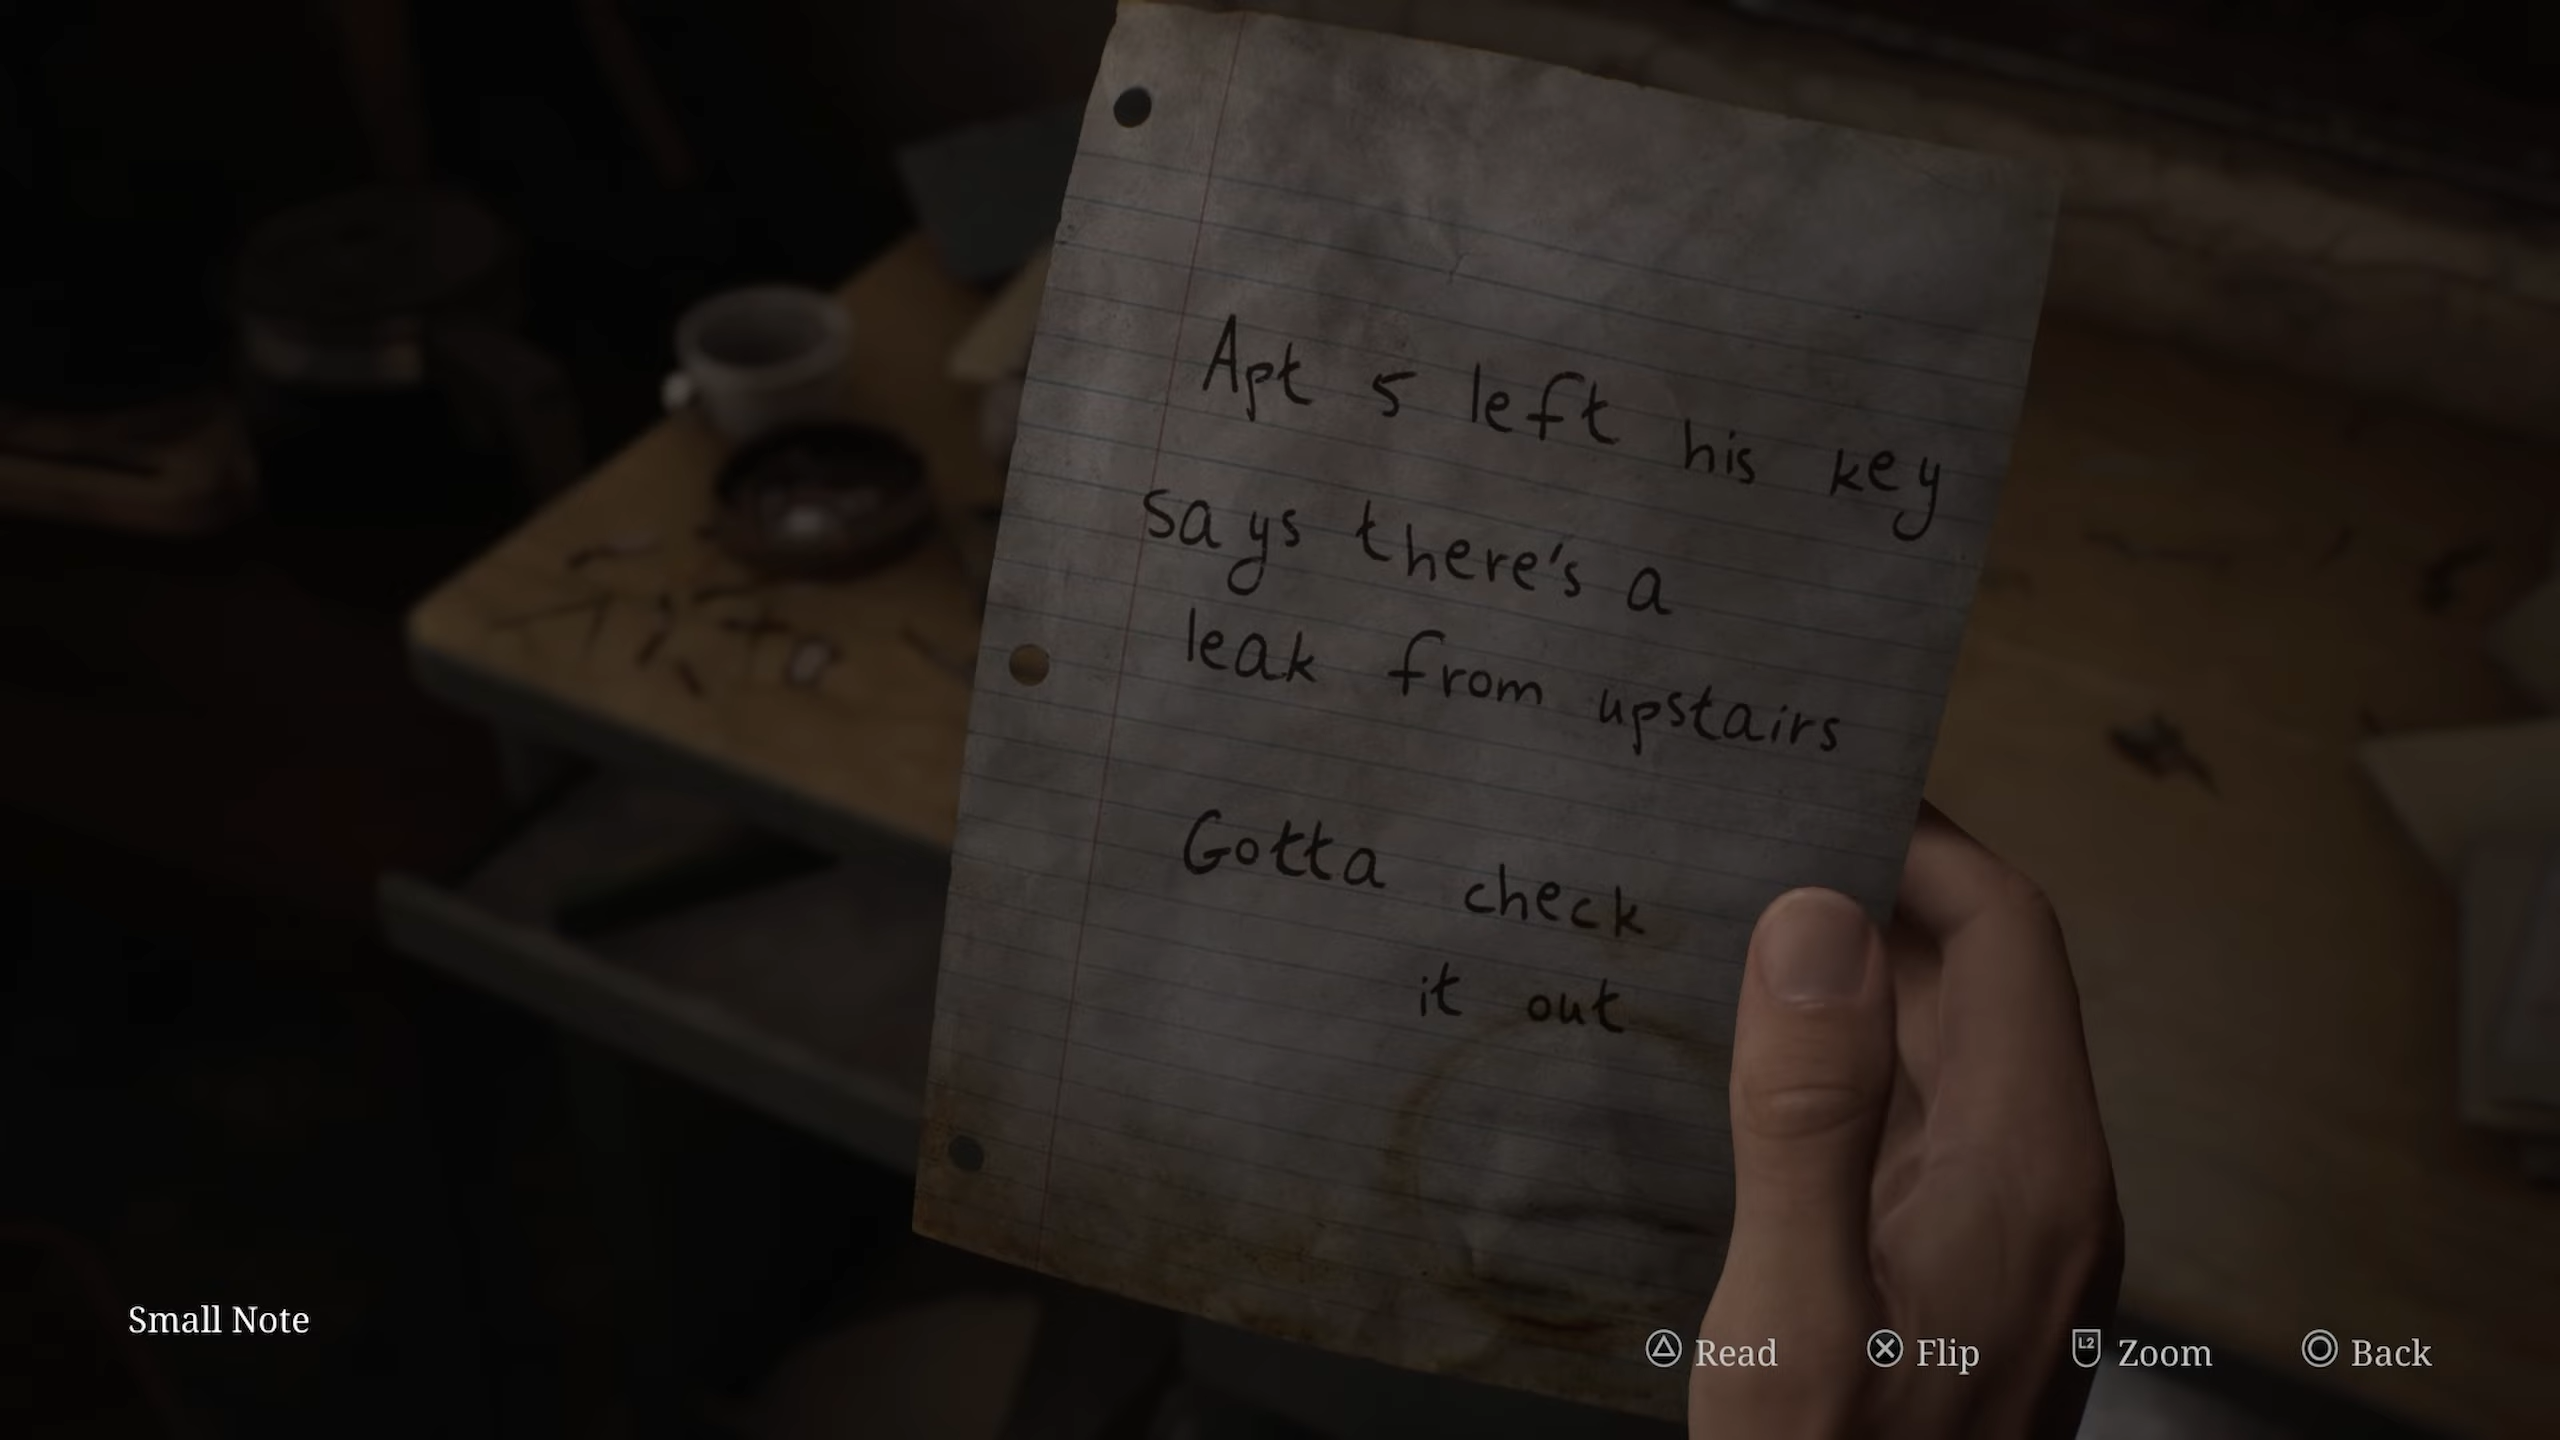 Apt 5 left his key
says there's a
leak from upstairs
Gotta check
it out
Small Note
Read
Flip
L2 Zoom
Back